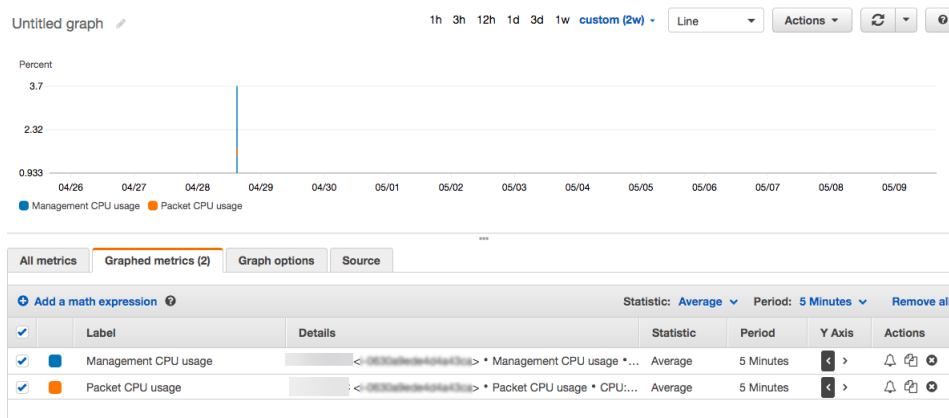 Untitled graph
1h 3h 12h 1d 3d 1w custom (2w) Line Actions
Percent
3.7
2.32
0.933
04/26 04/27 04/28 04/29 04/30 05/01 05/02 05/03 05/04 05/05 05/06 05/07 05/08 05/09
Management CPU usage Packet CPU usage
All metrics Graphed metrics (2) Graph options Source
Add a math expression Statistic: Average Period: 5 Minutes Remove all
Label Details Statistic Period Y Axis Actions
Management CPU usage • Management CPU usage •... Average 5 Minutes < >
Packet CPU usage • Packet CPU usage • CPU:... Average 5 Minutes < >